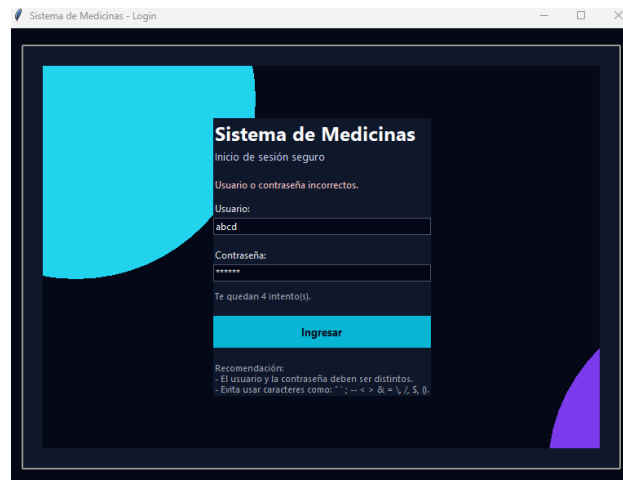 Sistema de Medicinas - Login
Sistema de Medicinas
Inicio de sesión seguro
Usuario o contraseña incorrectos.
Usuario:
abcd
Contraseña:
******
Te quedan 4 intento(s).
Ingresar
Recomendación:
- El usuario y la contraseña deben ser distintos.
- Evita usar caracteres como: " ' ; -- < > & = \, /, $, {}.